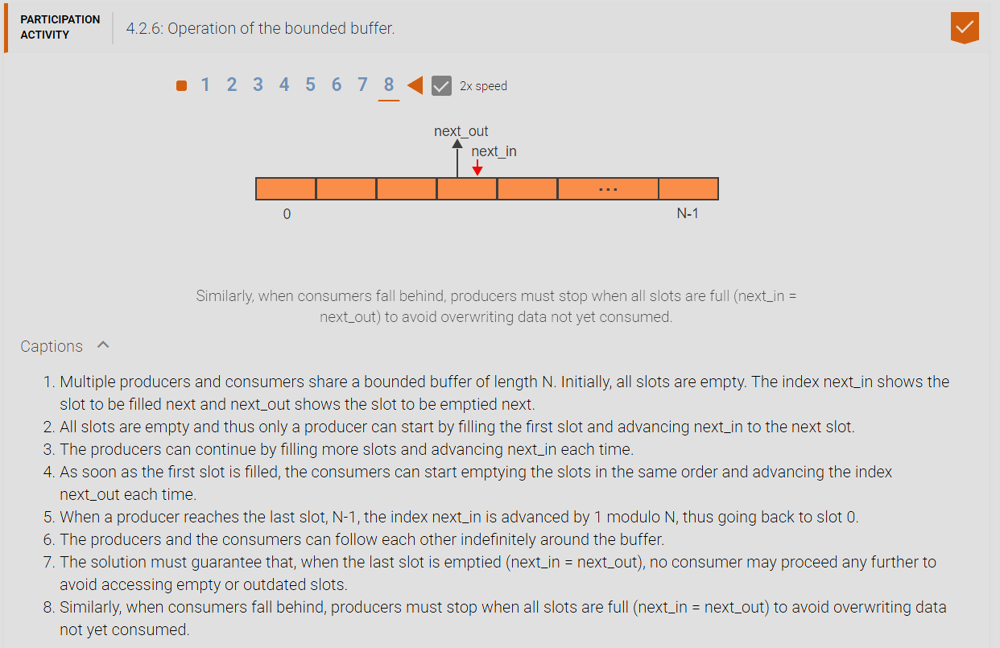 PARTICIPATION
ACTIVITY
4.2.6: Operation of the bounded buffer.
1 2 3 4 5 6 7 8 2x speed
next_out
next_in
...
0 N-1
Similarly, when consumers fall behind, producers must stop when all slots are full (next_in =
next_out) to avoid overwriting data not yet consumed.
Captions
1. Multiple producers and consumers share a bounded buffer of length N. Initially, all slots are empty. The index next_in shows the
slot to be filled next and next_out shows the slot to be emptied next.
2. All slots are empty and thus only a producer can start by filling the first slot and advancing next_in to the next slot.
3. The producers can continue by filling more slots and advancing next_in each time.
4. As soon as the first slot is filled, the consumers can start emptying the slots in the same order and advancing the index
next_out each time.
5. When a producer reaches the last slot, N-1, the index next_in is advanced by 1 modulo N, thus going back to slot 0.
6. The producers and the consumers can follow each other indefinitely around the buffer.
7. The solution must guarantee that, when the last slot is emptied (next_in = next_out), no consumer may proceed any further to
avoid accessing empty or outdated slots.
8. Similarly, when consumers fall behind, producers must stop when all slots are full (next_in = next_out) to avoid overwriting data
not yet consumed.